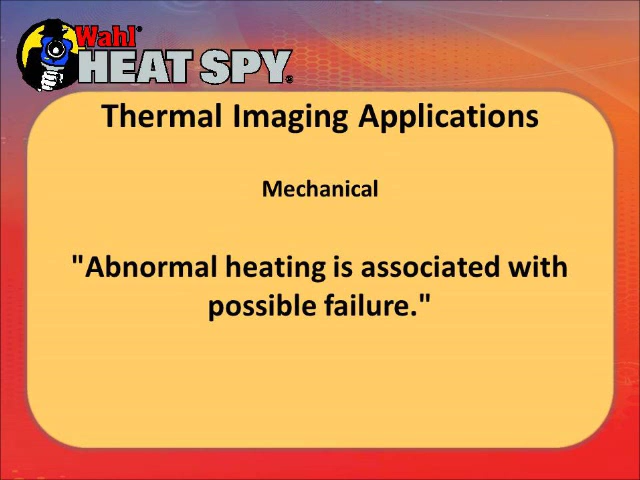 Wahl®
HEAT SPY®
Thermal Imaging Applications
Mechanical
"Abnormal heating is associated with
possible failure."